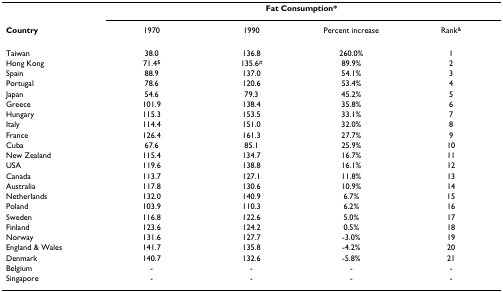 Fat Consumption*
Country 1970 1990 Percent increase Rank&
Taiwan 38.0 136.8 260.0% 1
Hong Kong 71.4$ 135.6# 89.9% 2
Spain 88.9 137.0 54.1% 3
Portugal 78.6 120.6 53.4% 4
Japan 54.6 79.3 45.2% 5
Greece 101.9 138.4 35.8% 6
Hungary 115.3 153.5 33.1% 7
Italy 114.4 151.0 32.0% 8
France 126.4 161.3 27.7% 9
Cuba 67.6 85.1 25.9% 10
New Zealand 115.4 134.7 16.7% 11
USA 119.6 138.8 16.1% 12
Canada 113.7 127.1 11.8% 13
Australia 117.8 130.6 10.9% 14
Netherlands 132.0 140.9 6.7% 15
Poland 103.9 110.3 6.2% 16
Sweden 116.8 122.6 5.0% 17
Finland 123.6 124.2 0.5% 18
Norway 131.6 127.7 -3.0% 19
England & Wales 141.7 135.8 -4.2% 20
Denmark 140.7 132.6 -5.8% 21
Belgium - - - -
Singapore - - - -